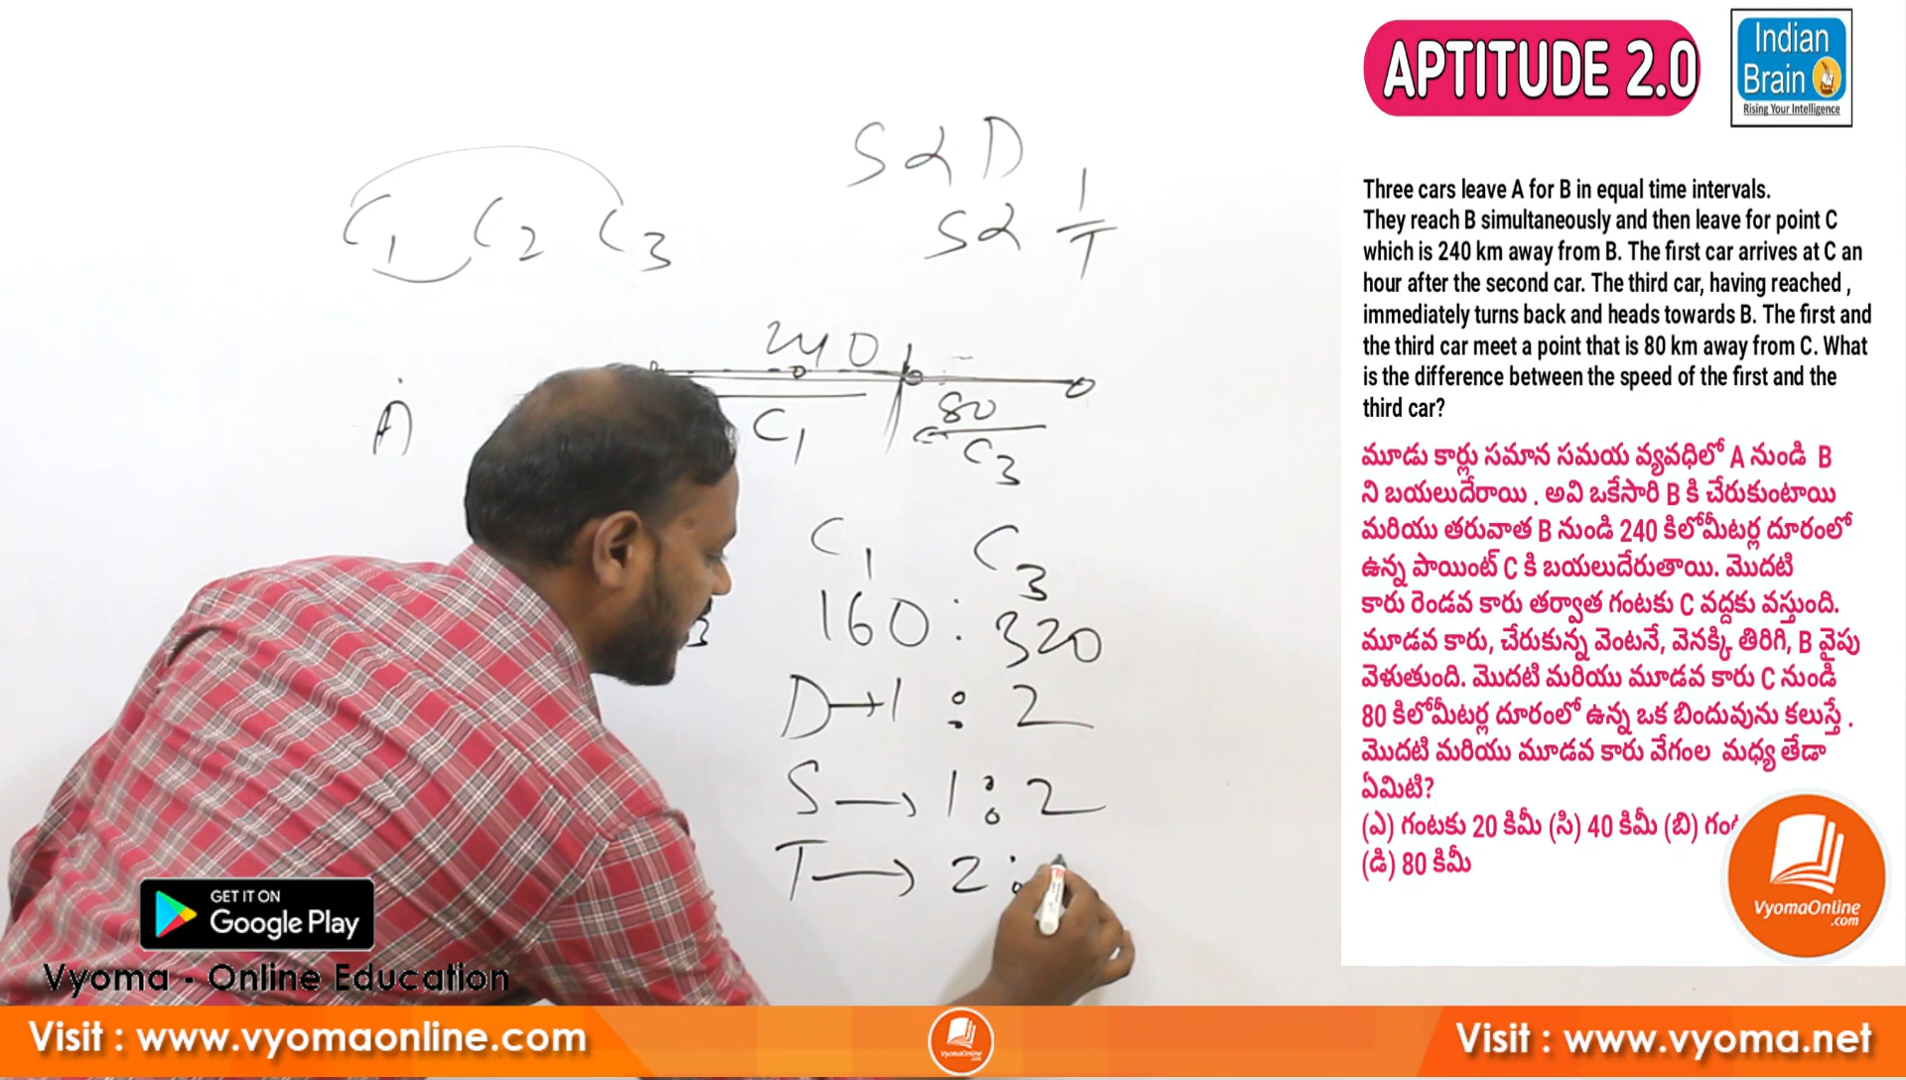 APTITUDE 2.0
Indian
Brain
Rising Your Intelligence
Three cars leave A for B in equal time intervals.
They reach B simultaneously and then leave for point C
which is 240 km away from B. The first car arrives at C an
hour after the second car. The third car, having reached ,
immediately turns back and heads towards B. The first and
the third car meet a point that is 80 km away from C. What
is the difference between the speed of the first and the
third car?
మూడు కార్లు సమాన సమయ వ్యవధిలో A నుండి B
ని బయలుదేరాయి . అవి ఒకేసారి B కి చేరుకుంటాయి
మరియు తరువాత B నుండి 240 కిలోమీటర్ల దూరంలో
ఉన్న పాయింట్ C కి బయలుదేరుతాయి. మొదటి
కారు రెండవ కారు తర్వాత గంటకు C వద్దకు వస్తుంది.
మూడవ కారు, చేరుకున్న వెంటనే, వెనక్కి తిరిగి, B వైపు
వెళుతుంది. మొదటి మరియు మూడవ కారు C నుండి
80 కిలోమీటర్ల దూరంలో ఉన్న ఒక బిందువును కలుస్తే .
మొదటి మరియు మూడవ కారు వేగంల మధ్య తేడా
ఏమిటి?
(ఎ) గంటకు 20 కిమీ (సి) 40 కిమీ (బి)
(డి) 80 కిమీ
S α D
C1 C2 C3
S α 1/T
240
A
C1
80
C3
C1 C3
160 : 320
D → 1 : 2
S → 1 : 2
T → 2 :
GET IT ON
Google Play
Vyoma - Online Education
VyomaOnline
.com
Visit : www.vyomaonline.com
VyomaOnline
Visit : www.vyoma.net